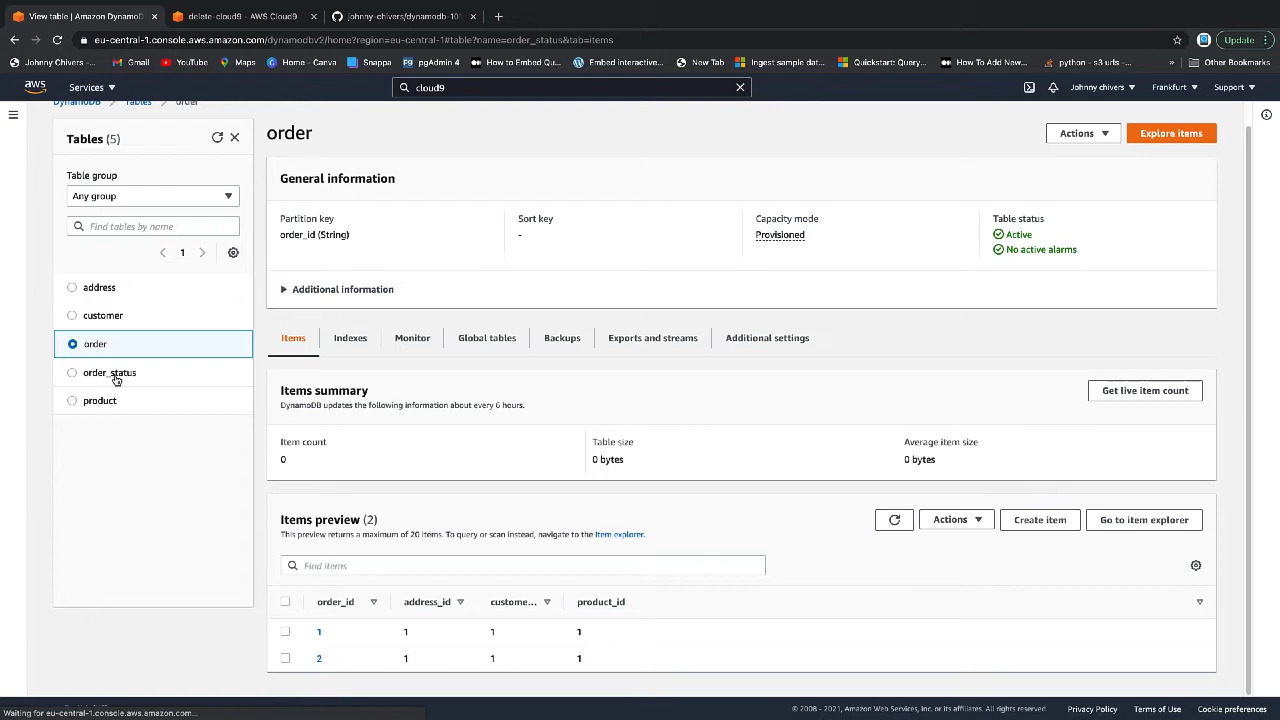 View table | Amazon DynamoD
delete-cloud9 - AWS Cloud9
johnny-chivers/dynamodb-10
eu-central-1.console.aws.amazon.com/dynamodbv2/home?region=eu-central-1#table?name=order_status&tab=items
Update
Johnny Chivers
Gmail
YouTube
Maps
Home - Canva
Snappa
pgAdmin 4
How to Add Wordp...
Embed interactive...
New Tab
Ingest sample dat...
Quickstart: Query...
How To Add New...
python - s3 urls -...
Other Bookmarks
aws
Services
cloud9
Johnny chivers
Frankfurt
Support
DynamoDB
Tables
order
Tables (5)
Table group
Any group
Find tables by name
1
address
customer
order
order_status
product
order
Actions
Explore items
General information
Partition key
order_id (String)
Sort key
-
Capacity mode
Provisioned
Table status
Active
No active alarms
Additional information
Items
Indexes
Monitor
Global tables
Backups
Exports and streams
Additional settings
Items summary
DynamoDB updates the following information about every 6 hours.
Get live item count
Item count
0
Table size
0 bytes
Average item size
0 bytes
Items preview (2)
This preview returns a maximum of 20 items. To query or scan instead, navigate to the Item explorer.
Actions
Create item
Go to item explorer
Find items
order_id address_id custome... product_id
1 1 1 1
2 1 1 1
Waiting for eu-central-1.console.aws.amazon.com...
© 2008 - 2021, Amazon Web Services, Inc. or its affiliates. All rights reserved.
Privacy Policy
Terms of Use
Cookie preferences